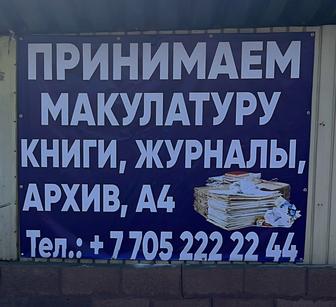 ПРИНИМАЕМ
МАКУЛАТУРУ
КНИГИ, ЖУРНАЛЫ,
АРХИВ, А4
Тел.: + 7 705 222 22 44